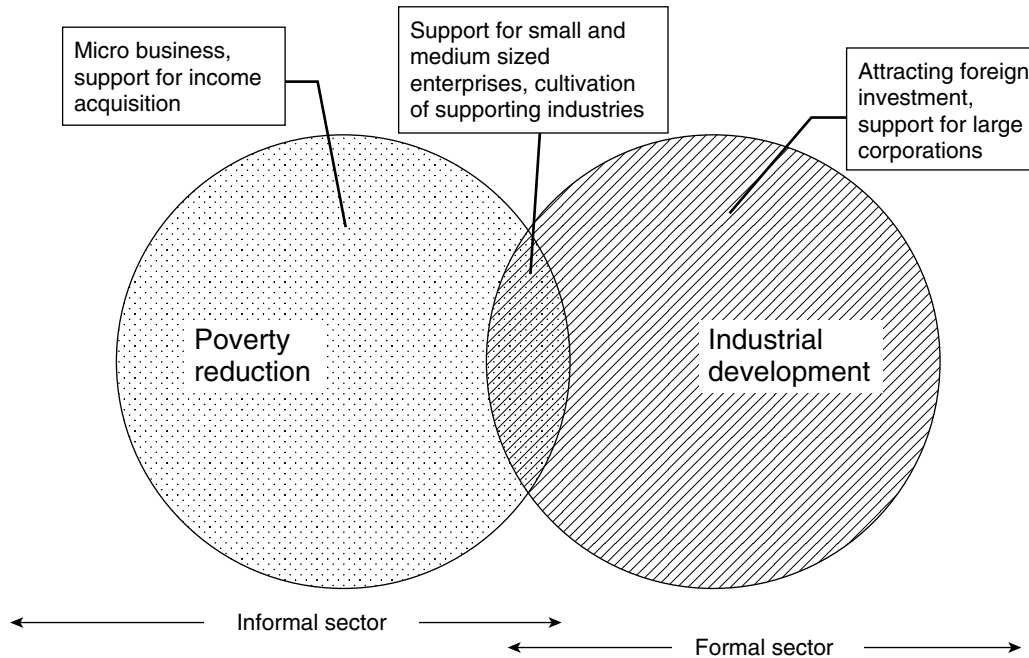 Micro business,
support for income
acquisition
Support for small and
medium sized
enterprises, cultivation
of supporting industries
Attracting foreign
investment,
support for large
corporations
Poverty
reduction
Industrial
development
Informal sector
Formal sector